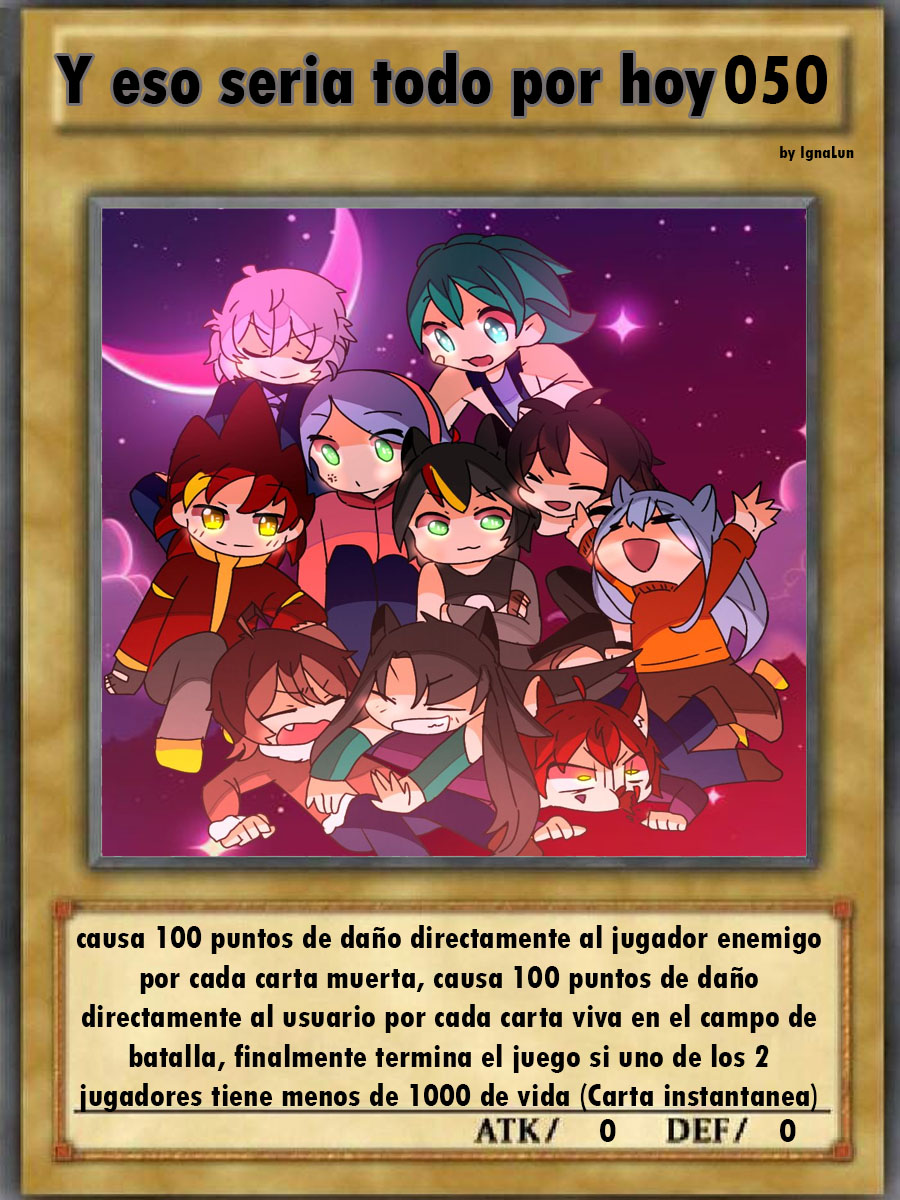 Y eso seria todo por hoy 050
by IgnaLun
causa 100 puntos de daño directamente al jugador enemigo
por cada carta muerta, causa 100 puntos de daño
directamente al usuario por cada carta viva en el campo de
batalla, finalmente termina el juego si uno de los 2
jugadores tiene menos de 1000 de vida (Carta instantanea)
ATK/ 0 DEF/ 0